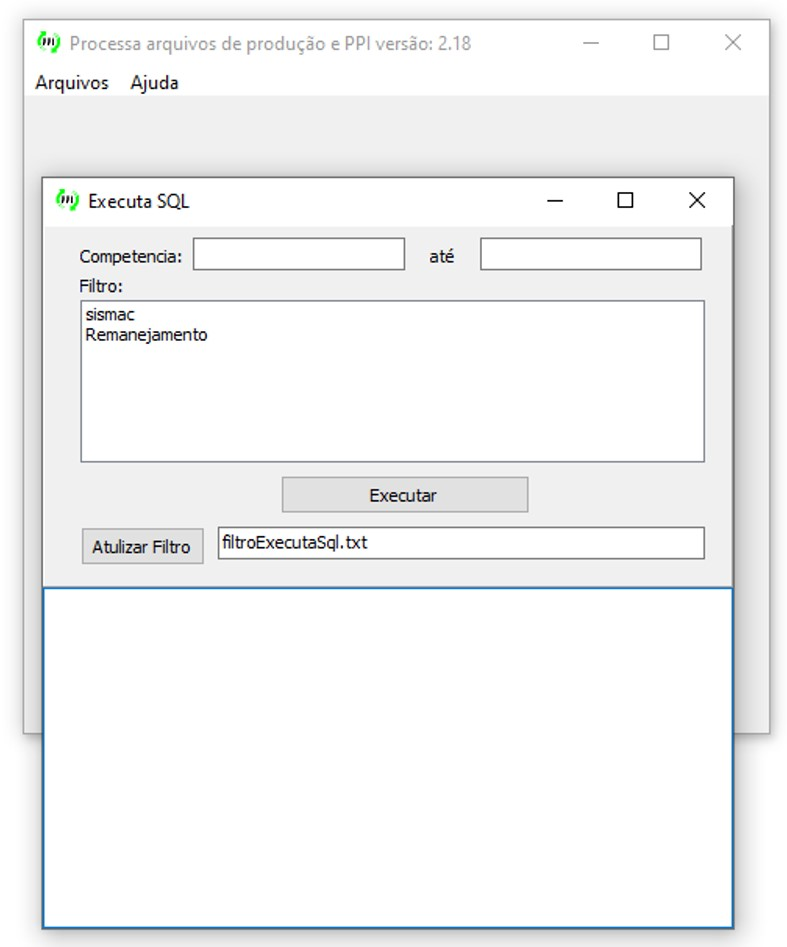 Processa arquivos de produção e PPI versão: 2.18
Arquivos Ajuda
Executa SQL
Competencia: até
Filtro:
sismac
Remanejamento
Executar
Atulizar Filtro filtroExecutaSql.txt